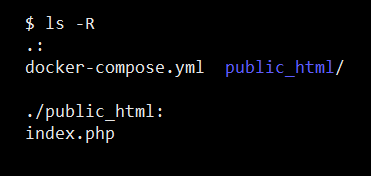 $ ls -R
.:
docker-compose.yml  public_html/

./public_html:
index.php